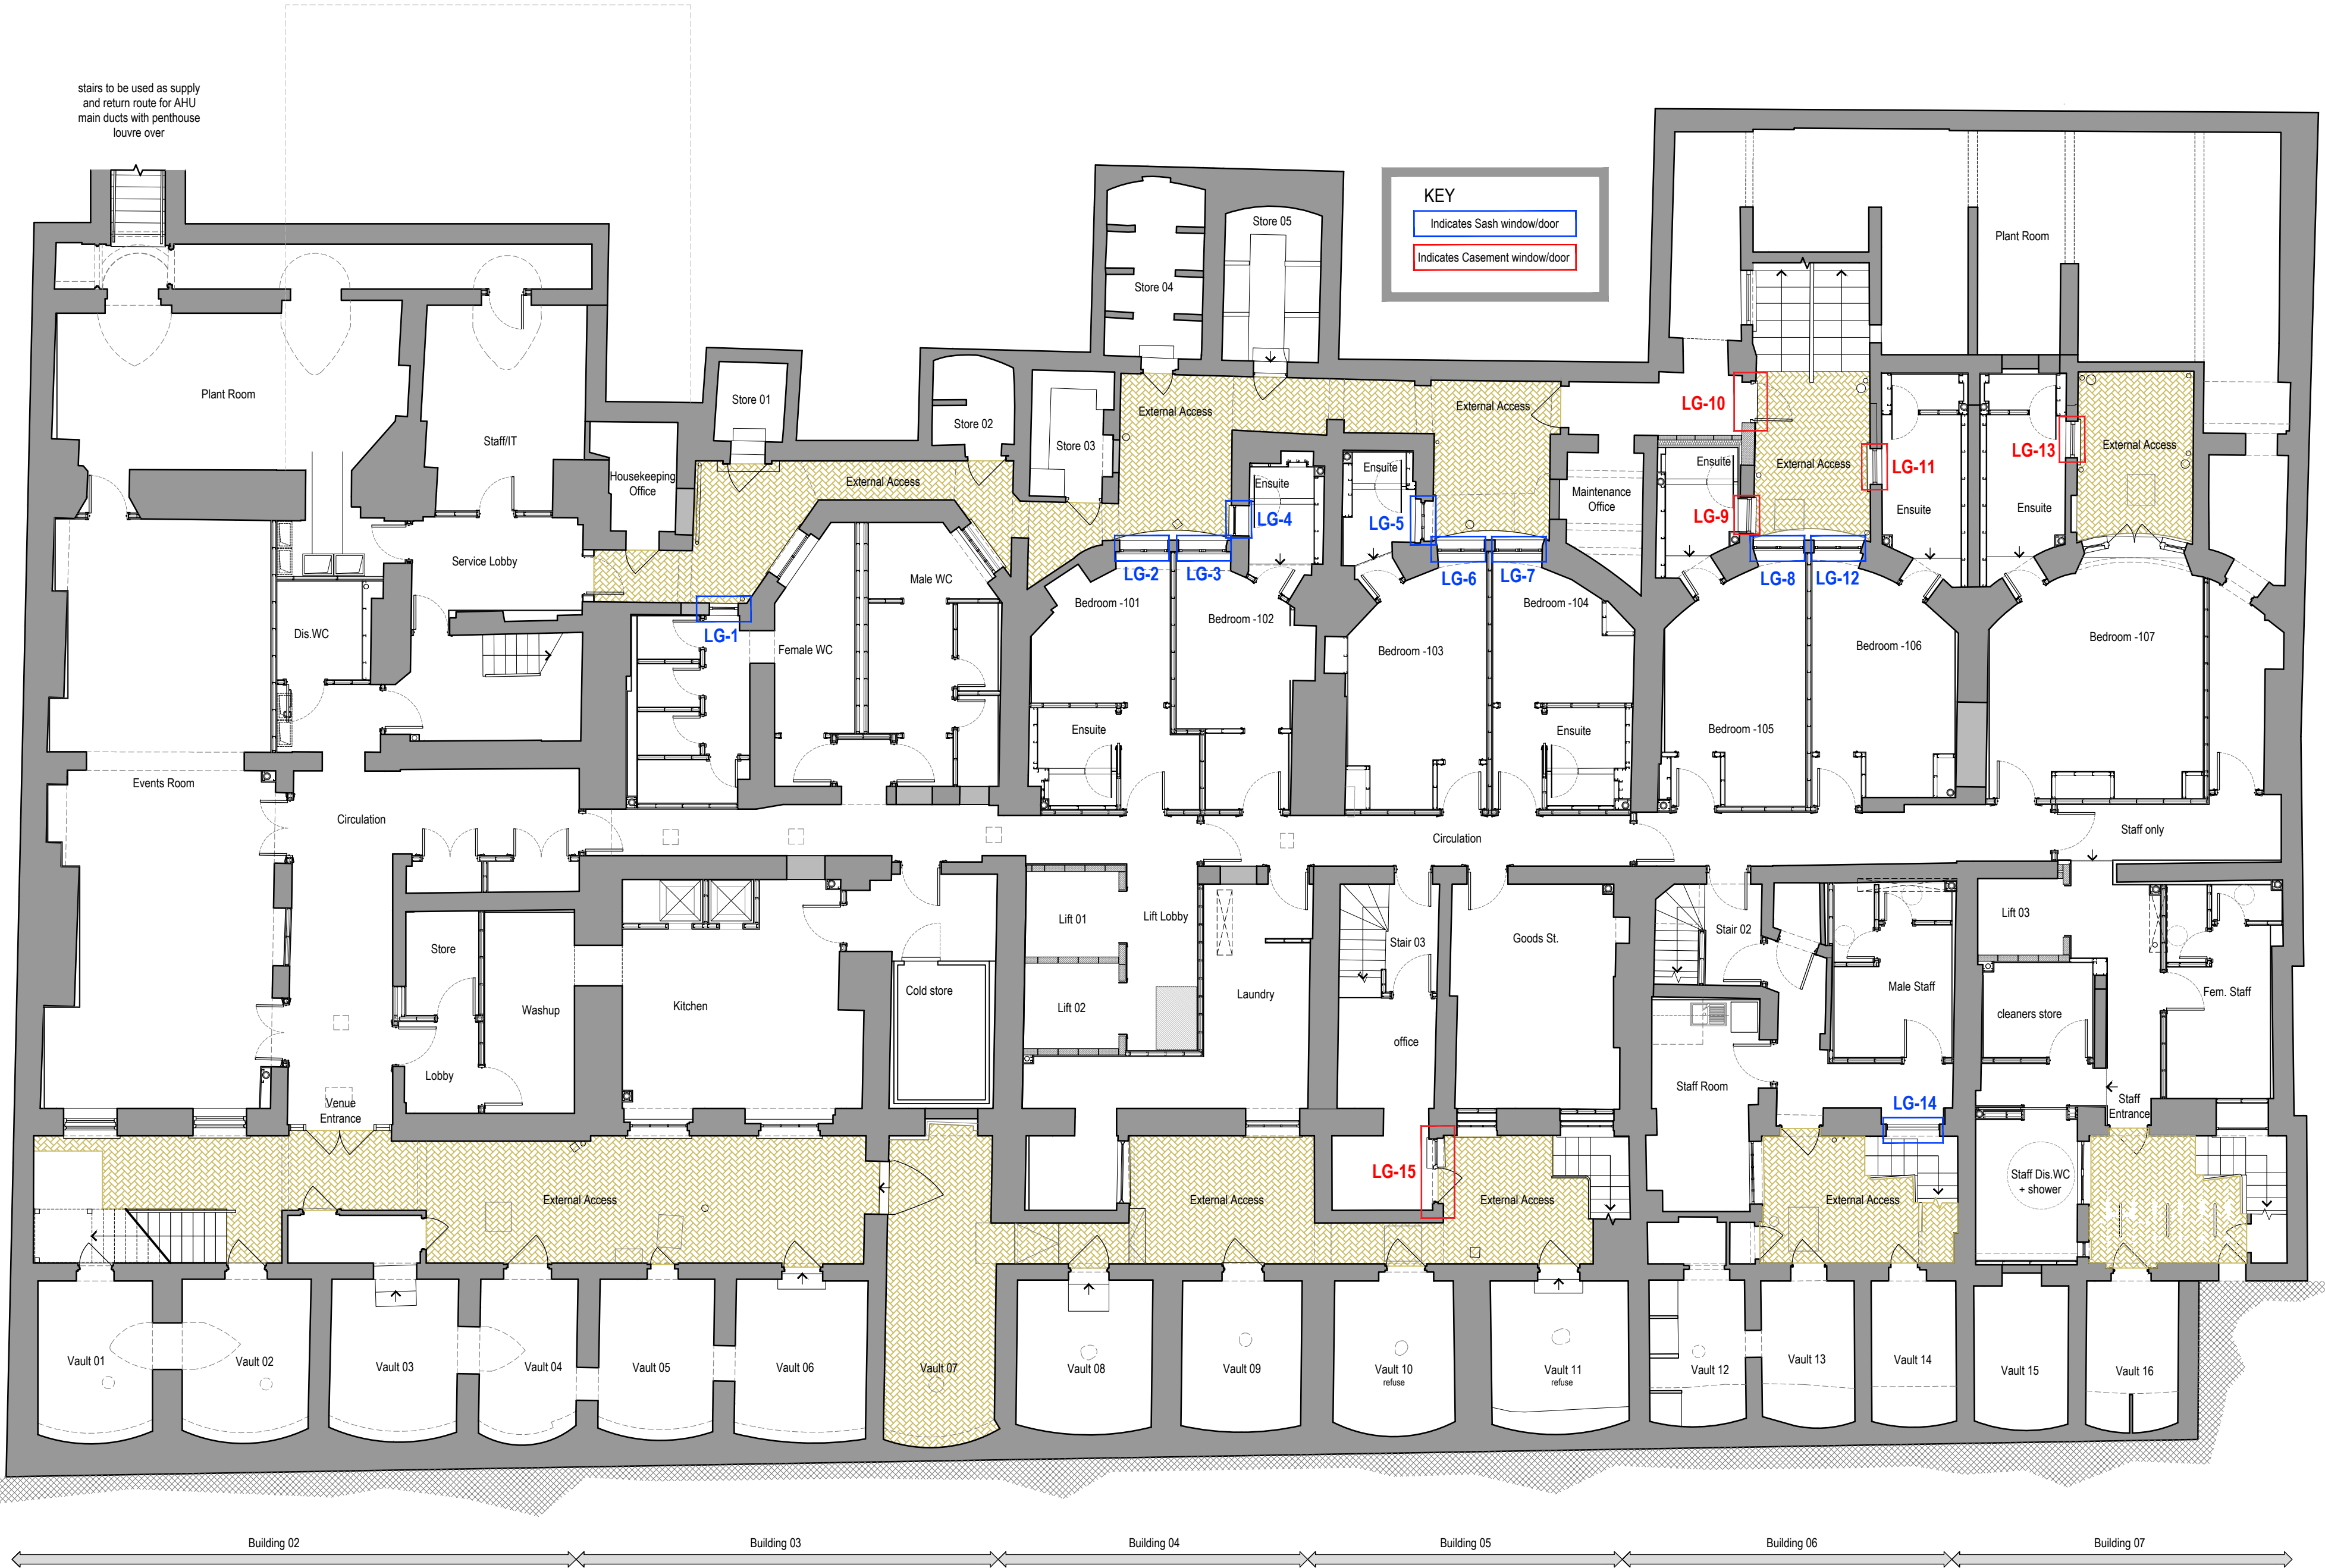 stairs to be used as supply
and return route for AHU
main ducts with penthouse
louvre over
KEY
Indicates Sash window/door
Indicates Casement window/door
Store 05
Store 04
Plant Room
Plant Room
Staff/IT
Housekeeping
Office
Store 01
Store 02
Store 03
External Access
External Access
External Access
External Access
External Access
LG-10
LG-11
LG-13
LG-9
LG-4
LG-5
LG-2
LG-3
LG-6
LG-7
LG-8
LG-12
LG-1
Ensuite
Ensuite
Ensuite
Ensuite
Ensuite
Maintenance
Office
Service Lobby
Dis.WC
Female WC
Male WC
Bedroom -101
Bedroom -102
Bedroom -103
Bedroom -104
Bedroom -105
Bedroom -106
Bedroom -107
Ensuite
Ensuite
Events Room
Circulation
Circulation
Staff only
Store
Washup
Kitchen
Cold store
Lobby
Venue
Entrance
Lift 01
Lift 02
Lift Lobby
Laundry
Stair 03
office
Goods St.
Stair 02
Staff Room
Male Staff
Lift 03
cleaners store
Fem. Staff
Staff
Entrance
LG-14
LG-15
Staff Dis.WC
+ shower
External Access
External Access
External Access
External Access
Vault 01
Vault 02
Vault 03
Vault 04
Vault 05
Vault 06
Vault 07
Vault 08
Vault 09
Vault 10
refuse
Vault 11
refuse
Vault 12
Vault 13
Vault 14
Vault 15
Vault 16
Building 02
Building 03
Building 04
Building 05
Building 06
Building 07